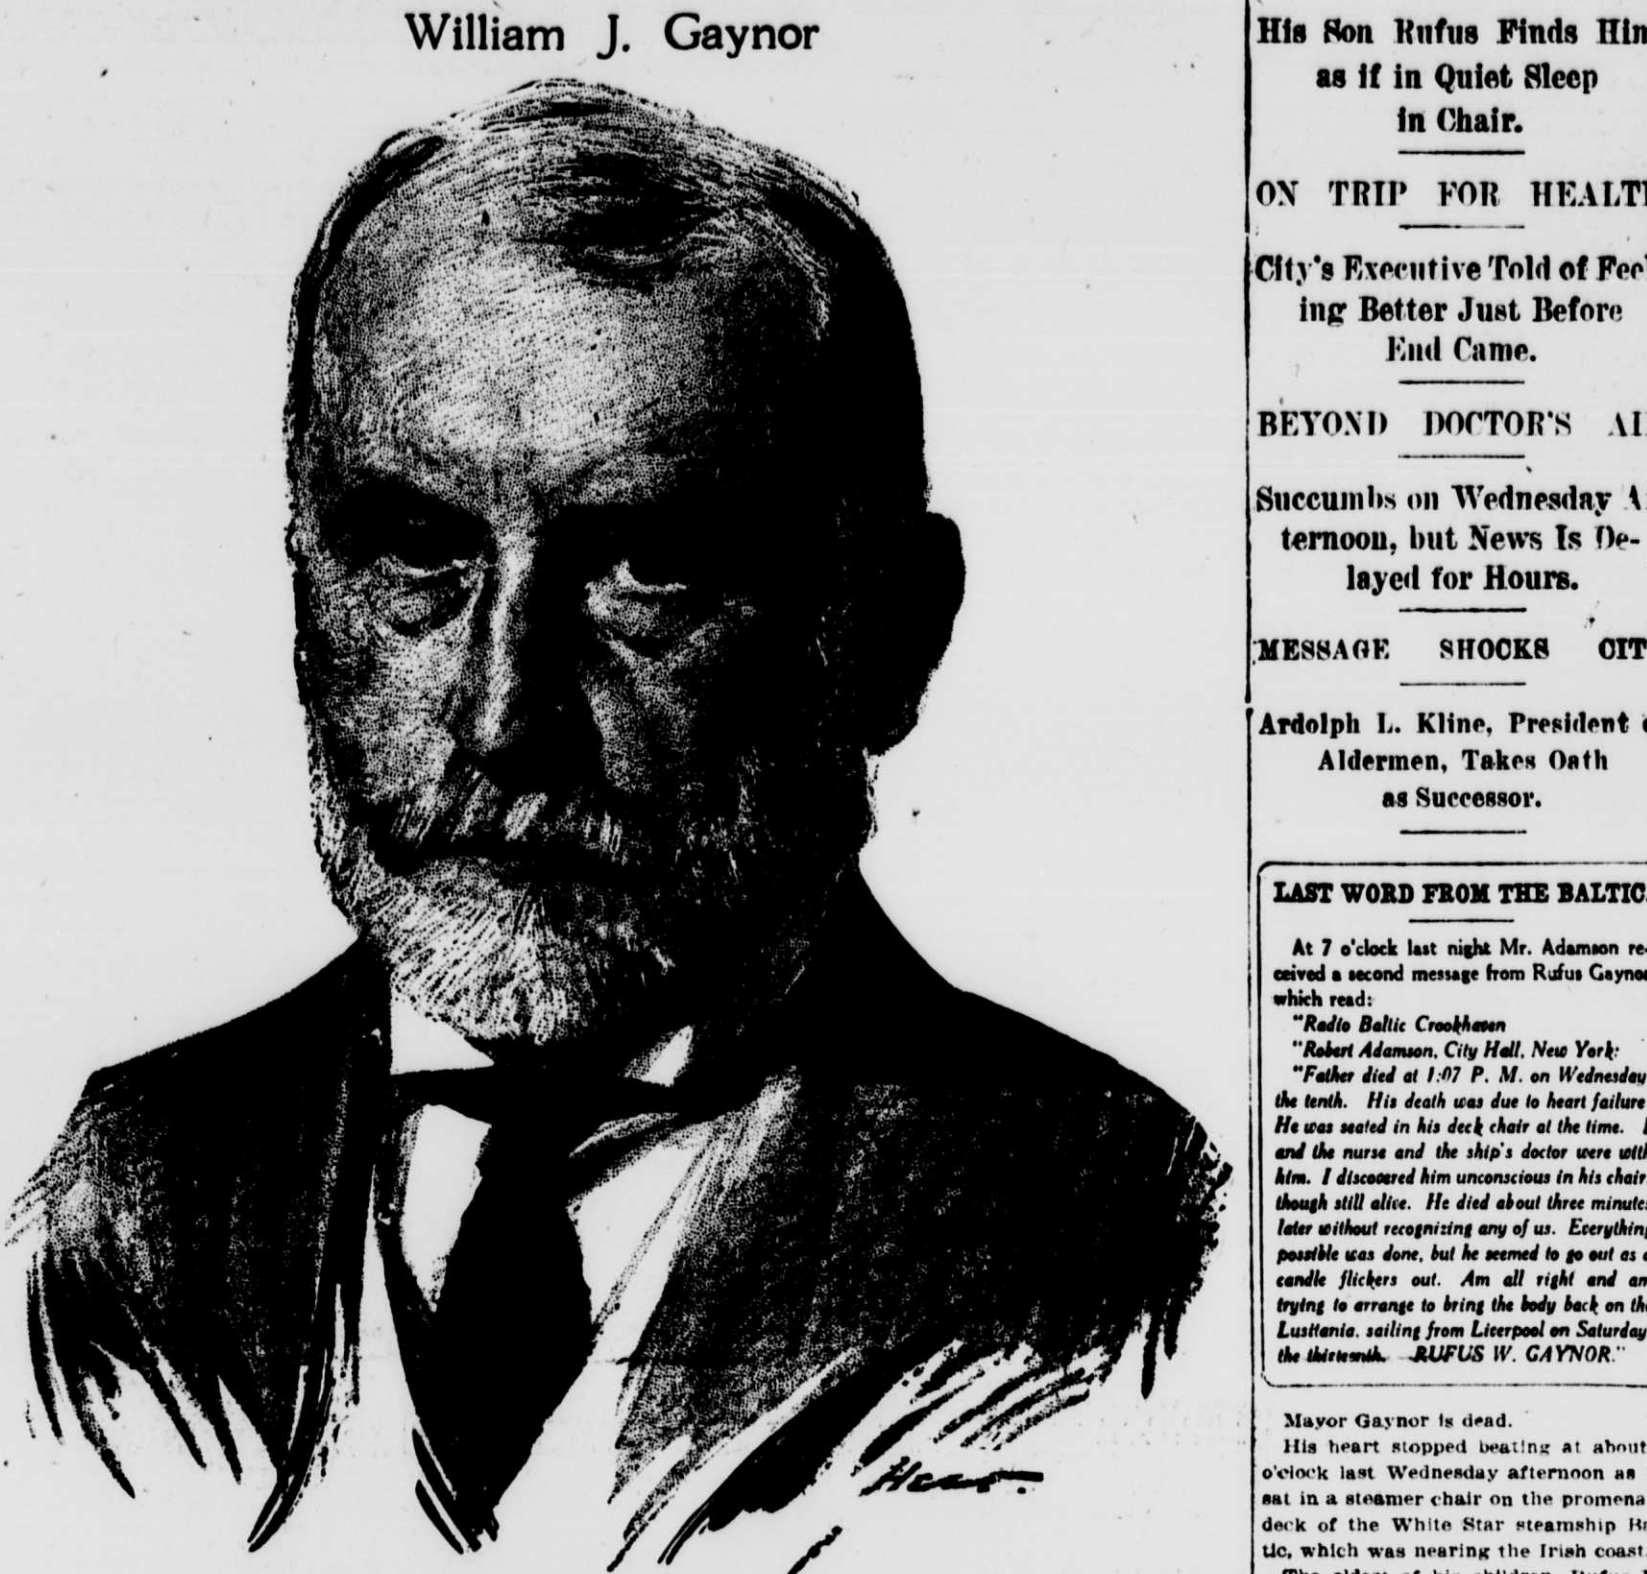 William J. Gaynor
His Son Rufus Finds Him
as if in Quiet Sleep
in Chair.
ON TRIP FOR HEALT
City's Executive Told of Feel
ing Better Just Before
End Came.
BEYOND DOCTOR'S AI
Succumbs on Wednesday A
ternoon, but News Is De-
layed for Hours.
MESSAGE SHOCKS CIT
Ardolph L. Kline, President
Aldermen, Takes Oath
as Successor.
LAST WORD FROM THE BALTIC.
At 7 o'clock last night Mr. Adamson re-
ceived a second message from Rufus Gaynor
which read:
"Radio Baltic Crookhaven
"Robert Adamson, City Hall, New York:
"Father died at 1:07 P. M. on Wednesday
the tenth. His death was due to heart failure
He was seated in his deck chair at the time. I
and the nurse and the ship's doctor were with
him. I discovered him unconscious in his chair
though still alive. He died about three minutes
later without recognizing any of us. Everything
possible was done, but he seemed to go out as a
candle flickers out. Am all right and am
trying to arrange to bring the body back on the
Lusitania, sailing from Liverpool on Saturday
the thirteenth. RUFUS W. GAYNOR."
Mayor Gaynor is dead.
His heart stopped beating at about
o'clock last Wednesday afternoon as
sat in a steamer chair on the promena
deck of the White Star steamship Ba
tic, which was nearing the Irish coast.